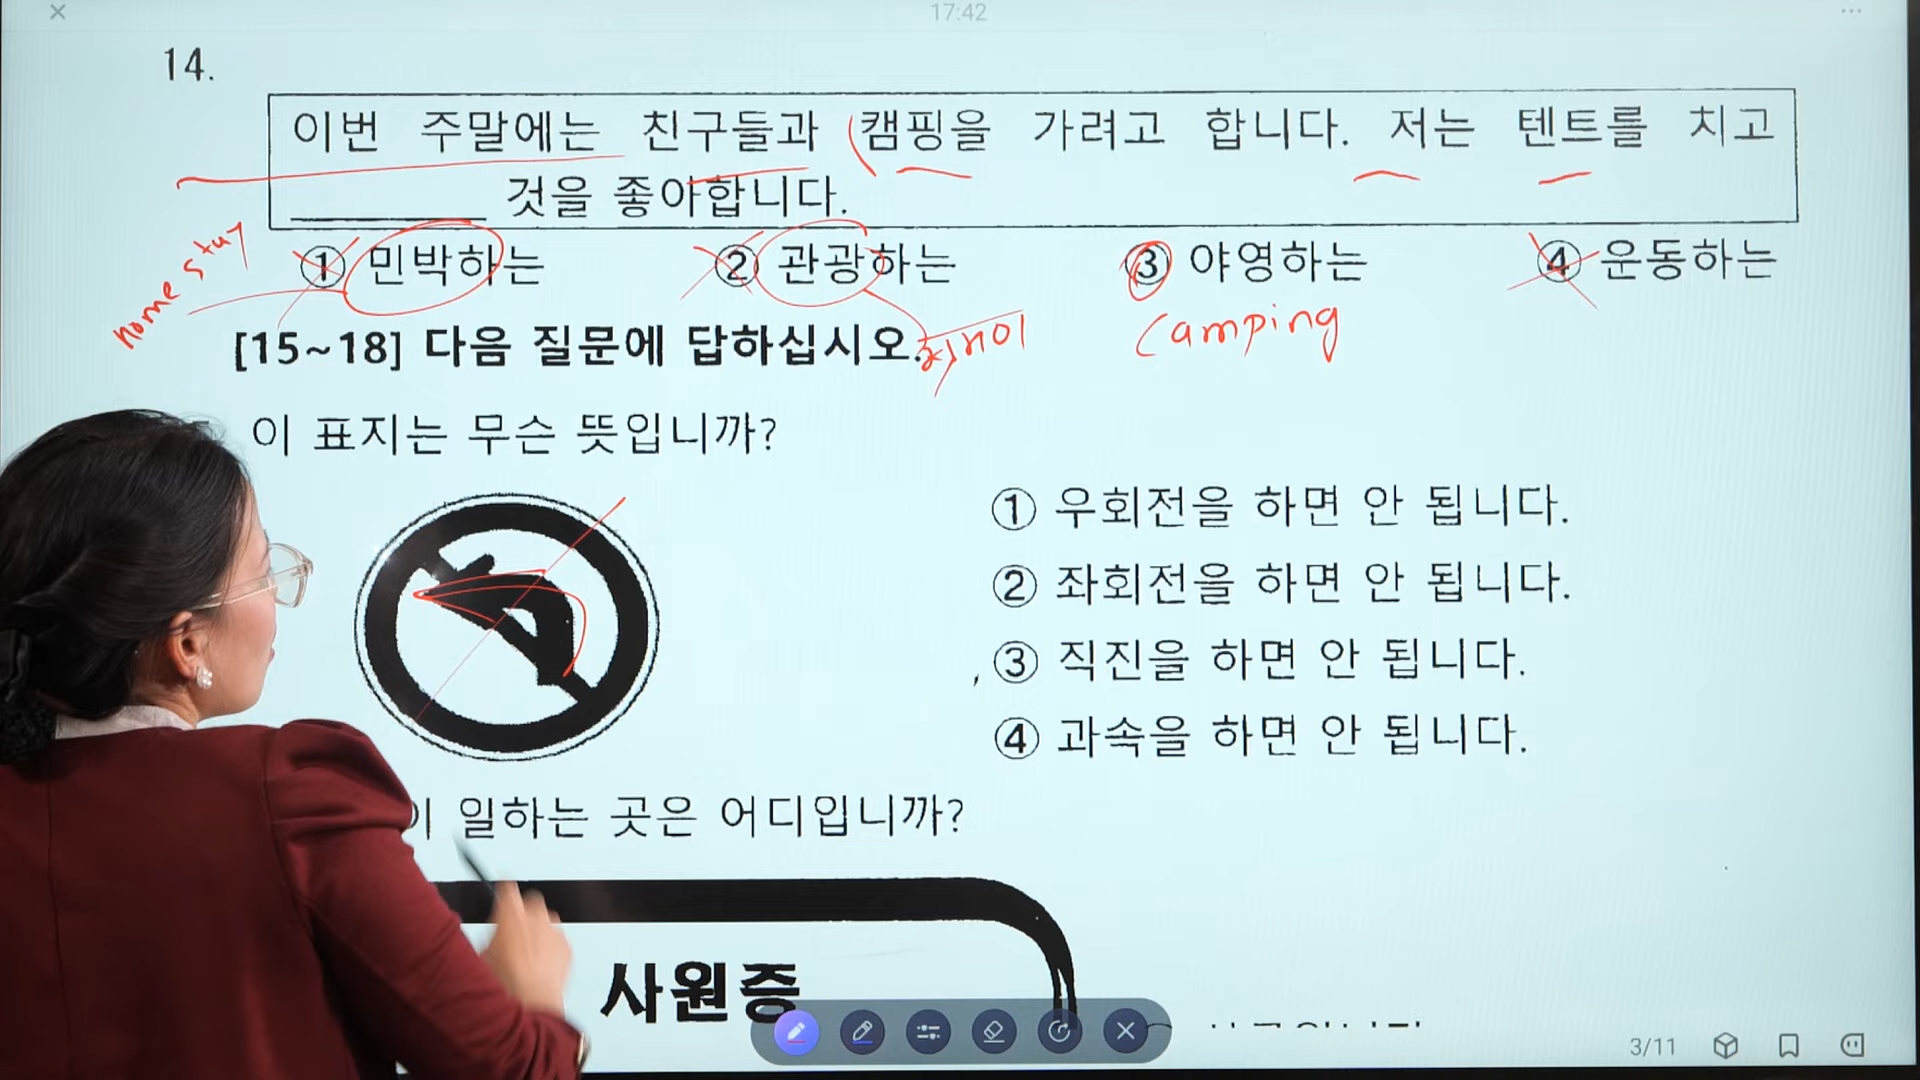 17:42
14.
이번 주말에는 친구들과 캠핑을 가려고 합니다. 저는 텐트를 치고
________ 것을 좋아합니다.
① 민박하는 ② 관광하는 ③ 야영하는 ④ 운동하는
home stay
camping
[15~18] 다음 질문에 답하십시오.
이 표지는 무슨 뜻입니까?
① 우회전을 하면 안 됩니다.
② 좌회전을 하면 안 됩니다.
③ 직진을 하면 안 됩니다.
④ 과속을 하면 안 됩니다.
이 일하는 곳은 어디입니까?
사원증
3/11